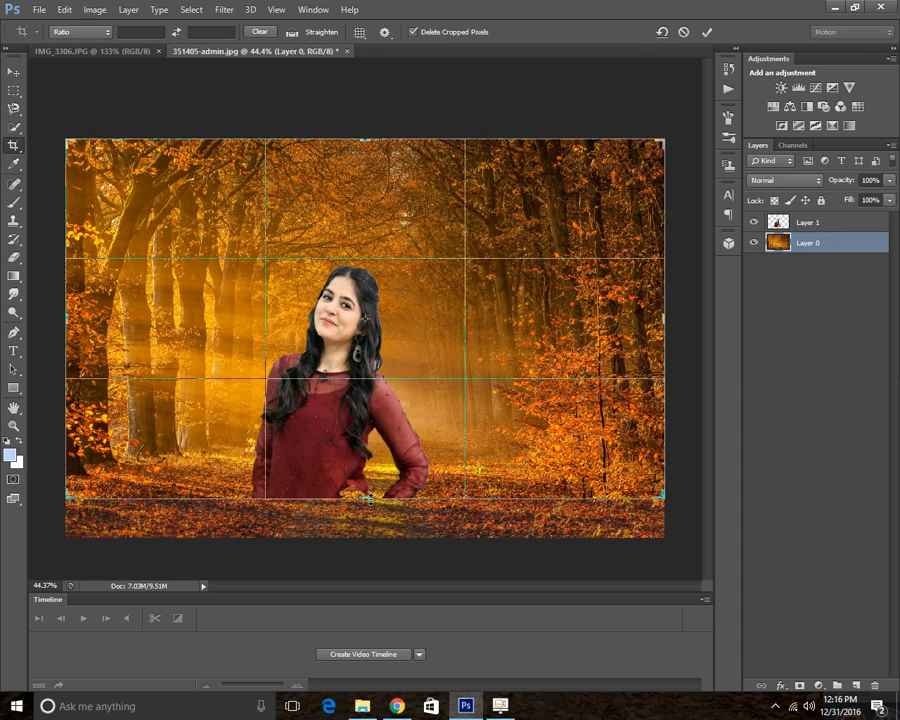 Ps File Edit Image Layer Type Select Filter 3D View Window Help
Ratio Clear Straighten Delete Cropped Pixels Motion
IMG_3306.JPG @ 133% (RGB/8) × 351405-admin.jpg @ 44.4% (Layer 0, RGB/8) * ×
Adjustments
Add an adjustment
Layers Channels
Kind
Normal Opacity: 100%
Lock: Fill: 100%
Layer 1
Layer 0
44.37% Doc: 7.03M/9.51M
Timeline
Create Video Timeline
Ask me anything
12:16 PM
12/31/2016
2